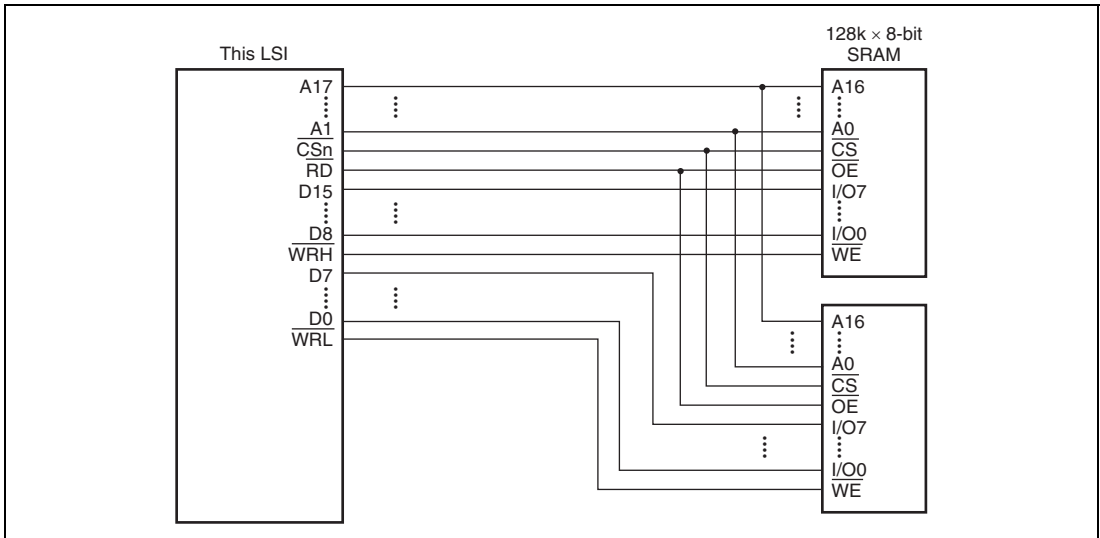 This LSI
A17
A1
CSn
RD
D15
D8
WRH
D7
D0
WRL
128k × 8-bit
SRAM
A16
A0
CS
OE
I/O7
I/O0
WE
A16
A0
CS
OE
I/O7
I/O0
WE